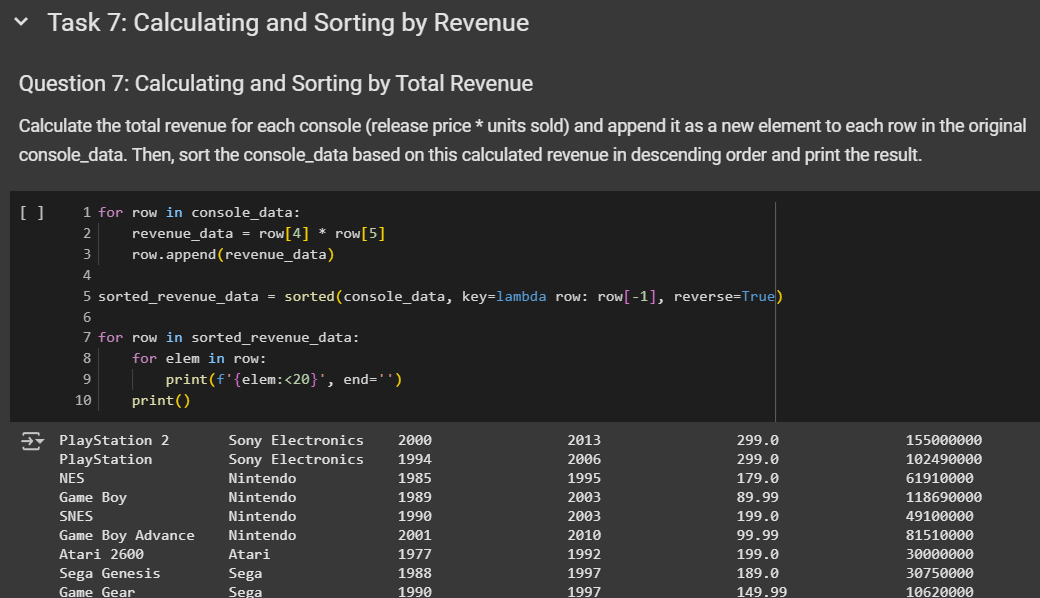 Task 7: Calculating and Sorting by Revenue
Question 7: Calculating and Sorting by Total Revenue
Calculate the total revenue for each console (release price * units sold) and append it as a new element to each row in the original
console_data. Then, sort the console_data based on this calculated revenue in descending order and print the result.
[ ] 1 for row in console_data:
2     revenue_data = row[4] * row[5]
3     row.append(revenue_data)
4
5 sorted_revenue_data = sorted(console_data, key=lambda row: row[-1], reverse=True)
6
7 for row in sorted_revenue_data:
8     for elem in row:
9         print(f'{elem:<20}', end='')
10     print()
PlayStation 2 Sony Electronics 2000 2013 299.0 155000000
PlayStation Sony Electronics 1994 2006 299.0 102490000
NES Nintendo 1985 1995 179.0 61910000
Game Boy Nintendo 1989 2003 89.99 118690000
SNES Nintendo 1990 2003 199.0 49100000
Game Boy Advance Nintendo 2001 2010 99.99 81510000
Atari 2600 Atari 1977 1992 199.0 30000000
Sega Genesis Sega 1988 1997 189.0 30750000
Game Gear Sega 1990 1997 149.99 10620000